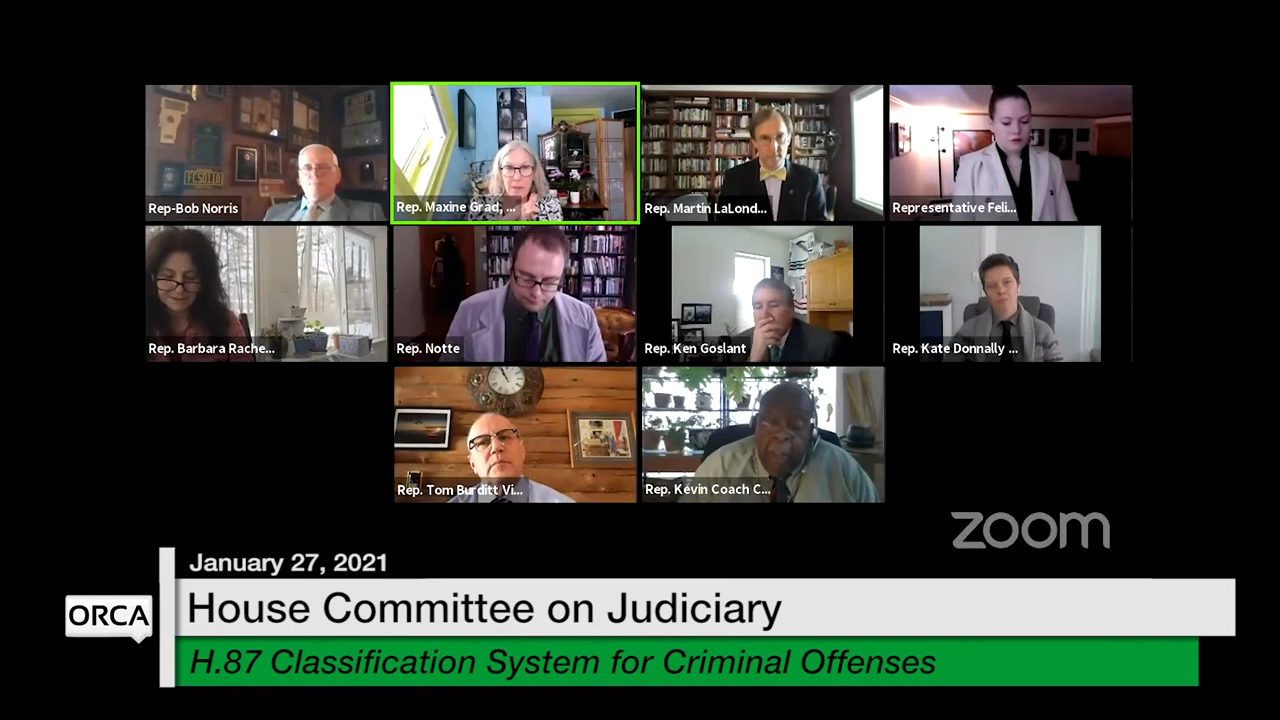 FCSO110
Rep-Bob Norris
Rep. Maxine Grad, ...
Rep. Martin LaLond...
Representative Feli...
Rep. Barbara Rache...
Rep. Notte
Rep. Ken Goslant
Rep. Kate Donnally ...
Rep. Tom Burditt Vi...
Rep. Kevin Coach C...
zoom
January 27, 2021
ORCA
House Committee on Judiciary
H.87 Classification System for Criminal Offenses